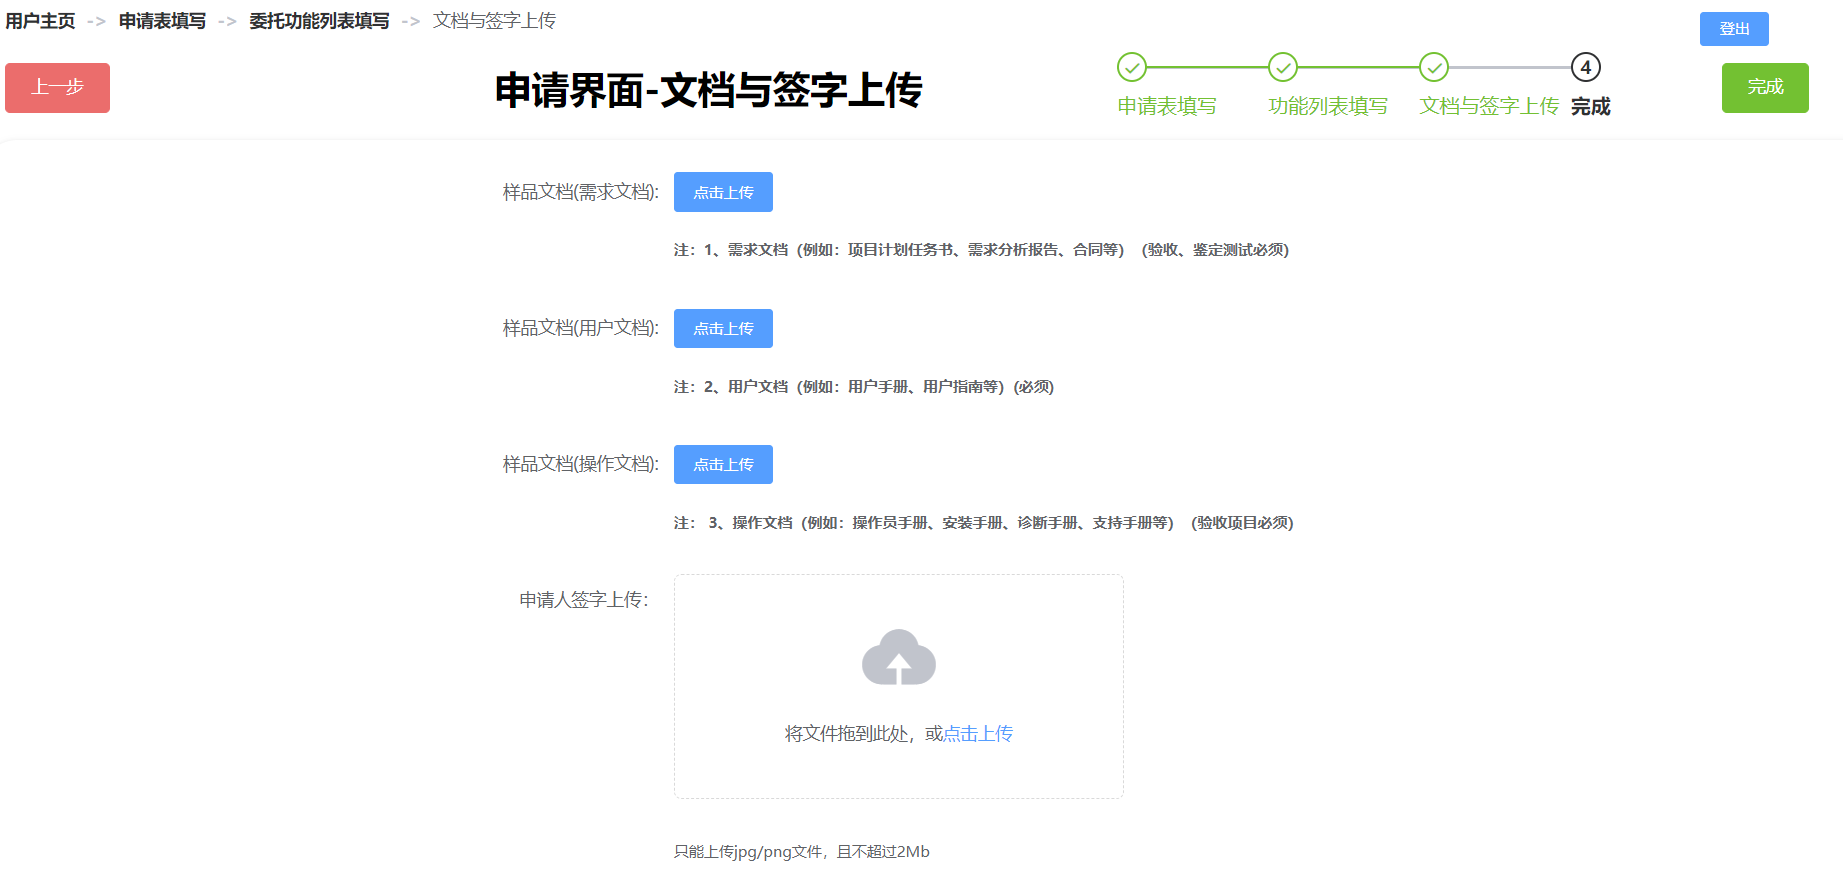 用户主页 -> 申请表填写 -> 委托功能列表填写 -> 文档与签字上传
登出
上一步
申请界面-文档与签字上传
4
申请表填写 功能列表填写 文档与签字上传 完成
完成
样品文档(需求文档): 点击上传
注：1、需求文档（例如：项目计划任务书、需求分析报告、合同等）（验收、鉴定测试必须)
样品文档(用户文档): 点击上传
注：2、用户文档（例如：用户手册、用户指南等）(必须)
样品文档(操作文档): 点击上传
注： 3、操作文档（例如：操作员手册、安装手册、诊断手册、支持手册等）（验收项目必须)
申请人签字上传：
将文件拖到此处，或点击上传
只能上传jpg/png文件，且不超过2Mb